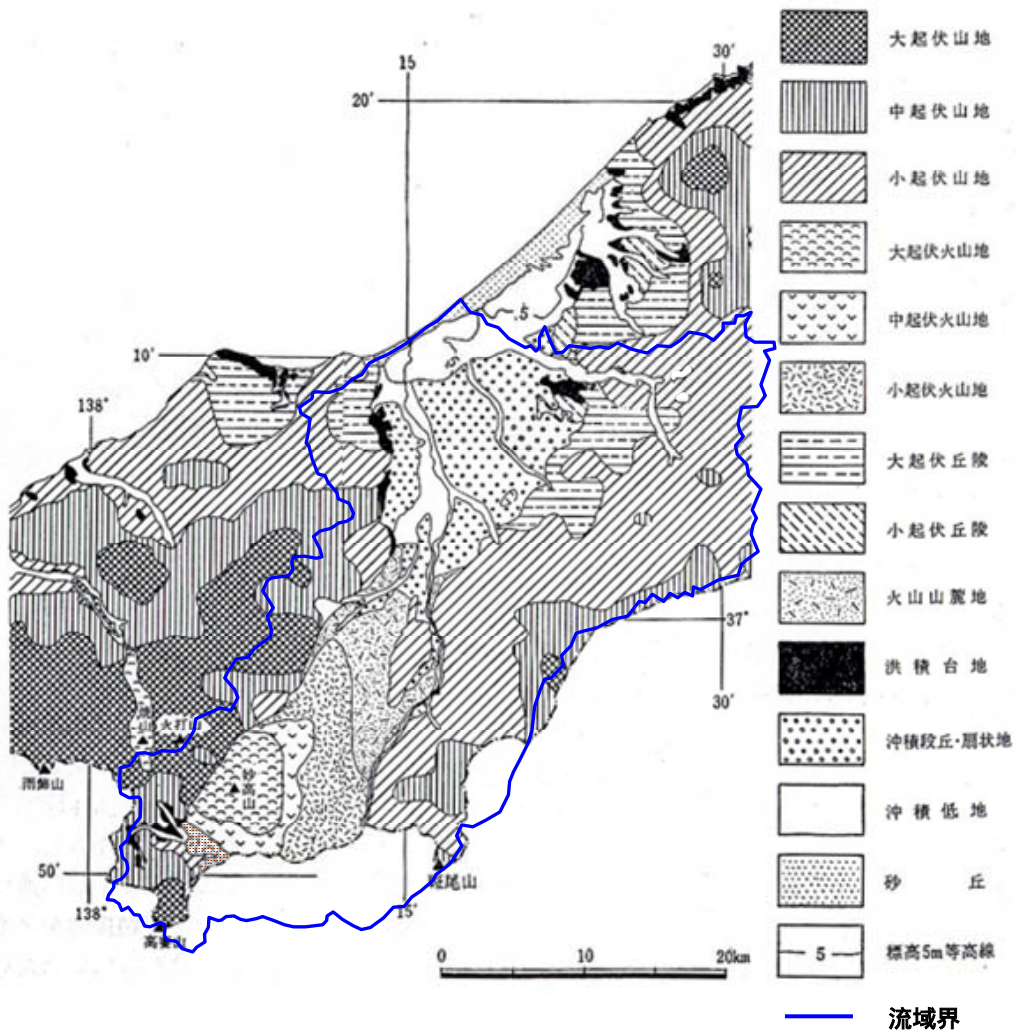 15
30′
20′
5
10′
138°
37°
30′
火打山
雨飾山
妙高山
50′
138°
15′
斑尾山
高妻山
0 10 20km
大起伏山地
中起伏山地
小起伏山地
大起伏火山地
中起伏火山地
小起伏火山地
大起伏丘陵
小起伏丘陵
火山山麓地
洪積台地
沖積段丘・扇状地
沖積低地
砂丘
5 標高5m等高線
流域界